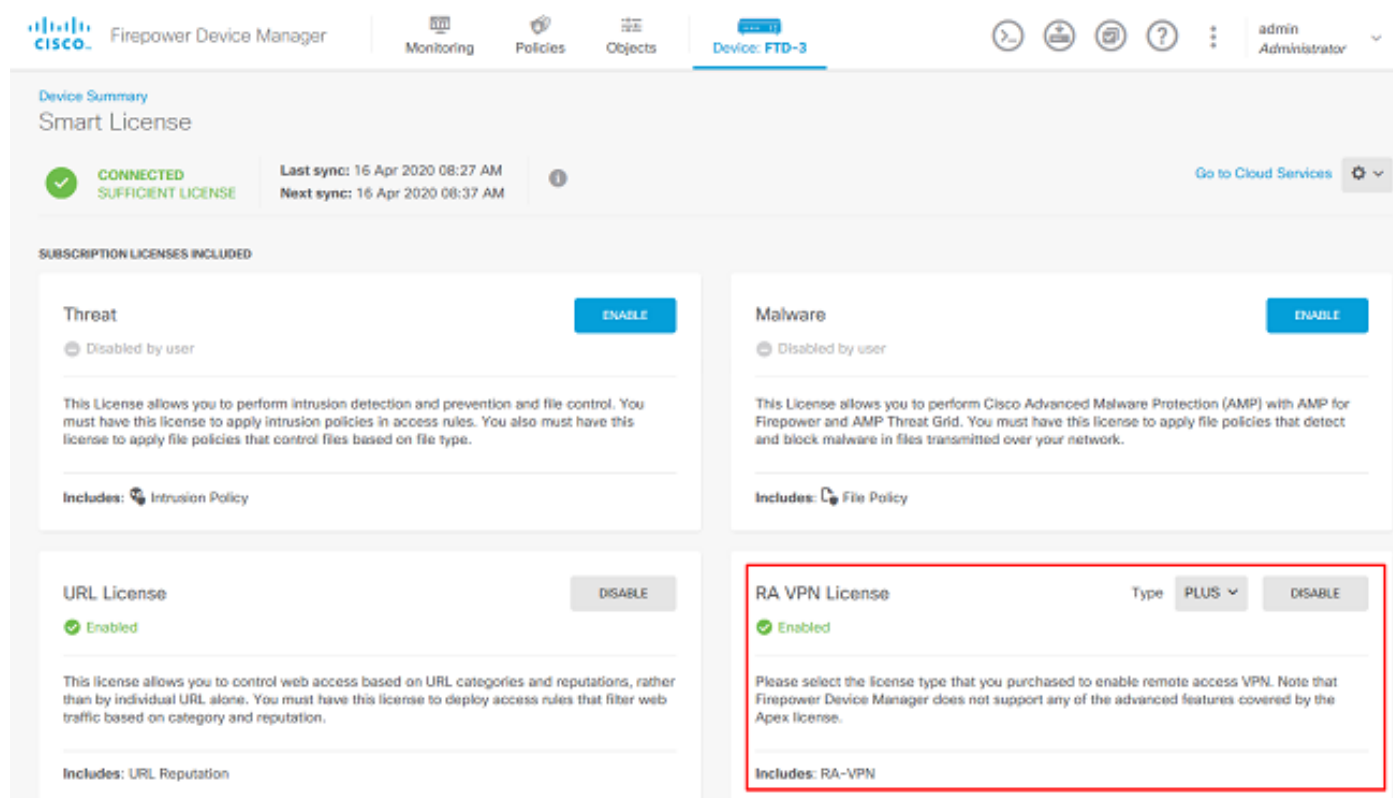 CISCO
Firepower Device Manager
Monitoring
Policies
Objects
Device: FTD-3
admin
Administrator
Device Summary
Smart License
CONNECTED
SUFFICIENT LICENSE
Last sync: 16 Apr 2020 08:27 AM
Next sync: 16 Apr 2020 08:37 AM
Go to Cloud Services
SUBSCRIPTION LICENSES INCLUDED
Threat
ENABLE
Disabled by user
This License allows you to perform intrusion detection and prevention and file control. You
must have this license to apply intrusion policies in access rules. You also must have this
license to apply file policies that control files based on file type.
Includes: Intrusion Policy
Malware
ENABLE
Disabled by user
This License allows you to perform Cisco Advanced Malware Protection (AMP) with AMP for
Firepower and AMP Threat Grid. You must have this license to apply file policies that detect
and block malware in files transmitted over your network.
Includes: File Policy
URL License
DISABLE
Enabled
This license allows you to control web access based on URL categories and reputations, rather
than by individual URL alone. You must have this license to deploy access rules that filter web
traffic based on category and reputation.
Includes: URL Reputation
RA VPN License
Type PLUS
DISABLE
Enabled
Please select the license type that you purchased to enable remote access VPN. Note that
Firepower Device Manager does not support any of the advanced features covered by the
Apex license.
Includes: RA-VPN